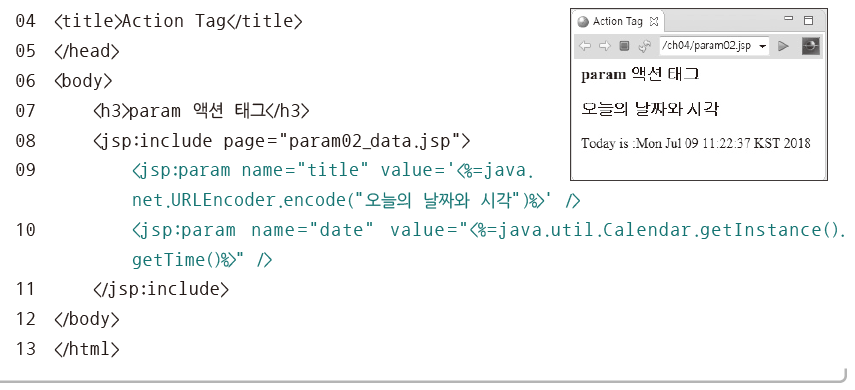 04 <title>Action Tag</title>
05 </head>
06 <body>
07 <h3>param 액션 태그</h3>
08 <jsp:include page="param02_data.jsp">
09 <jsp:param name="title" value='<%=java.
net.URLEncoder.encode("오늘의 날짜와 시각")%>' />
10 <jsp:param name="date" value="<%=java.util.Calendar.getInstance().
getTime()%>" />
11 </jsp:include>
12 </body>
13 </html>
Action Tag
/ch04/param02.jsp
param 액션 태그
오늘의 날짜와 시각
Today is :Mon Jul 09 11:22:37 KST 2018